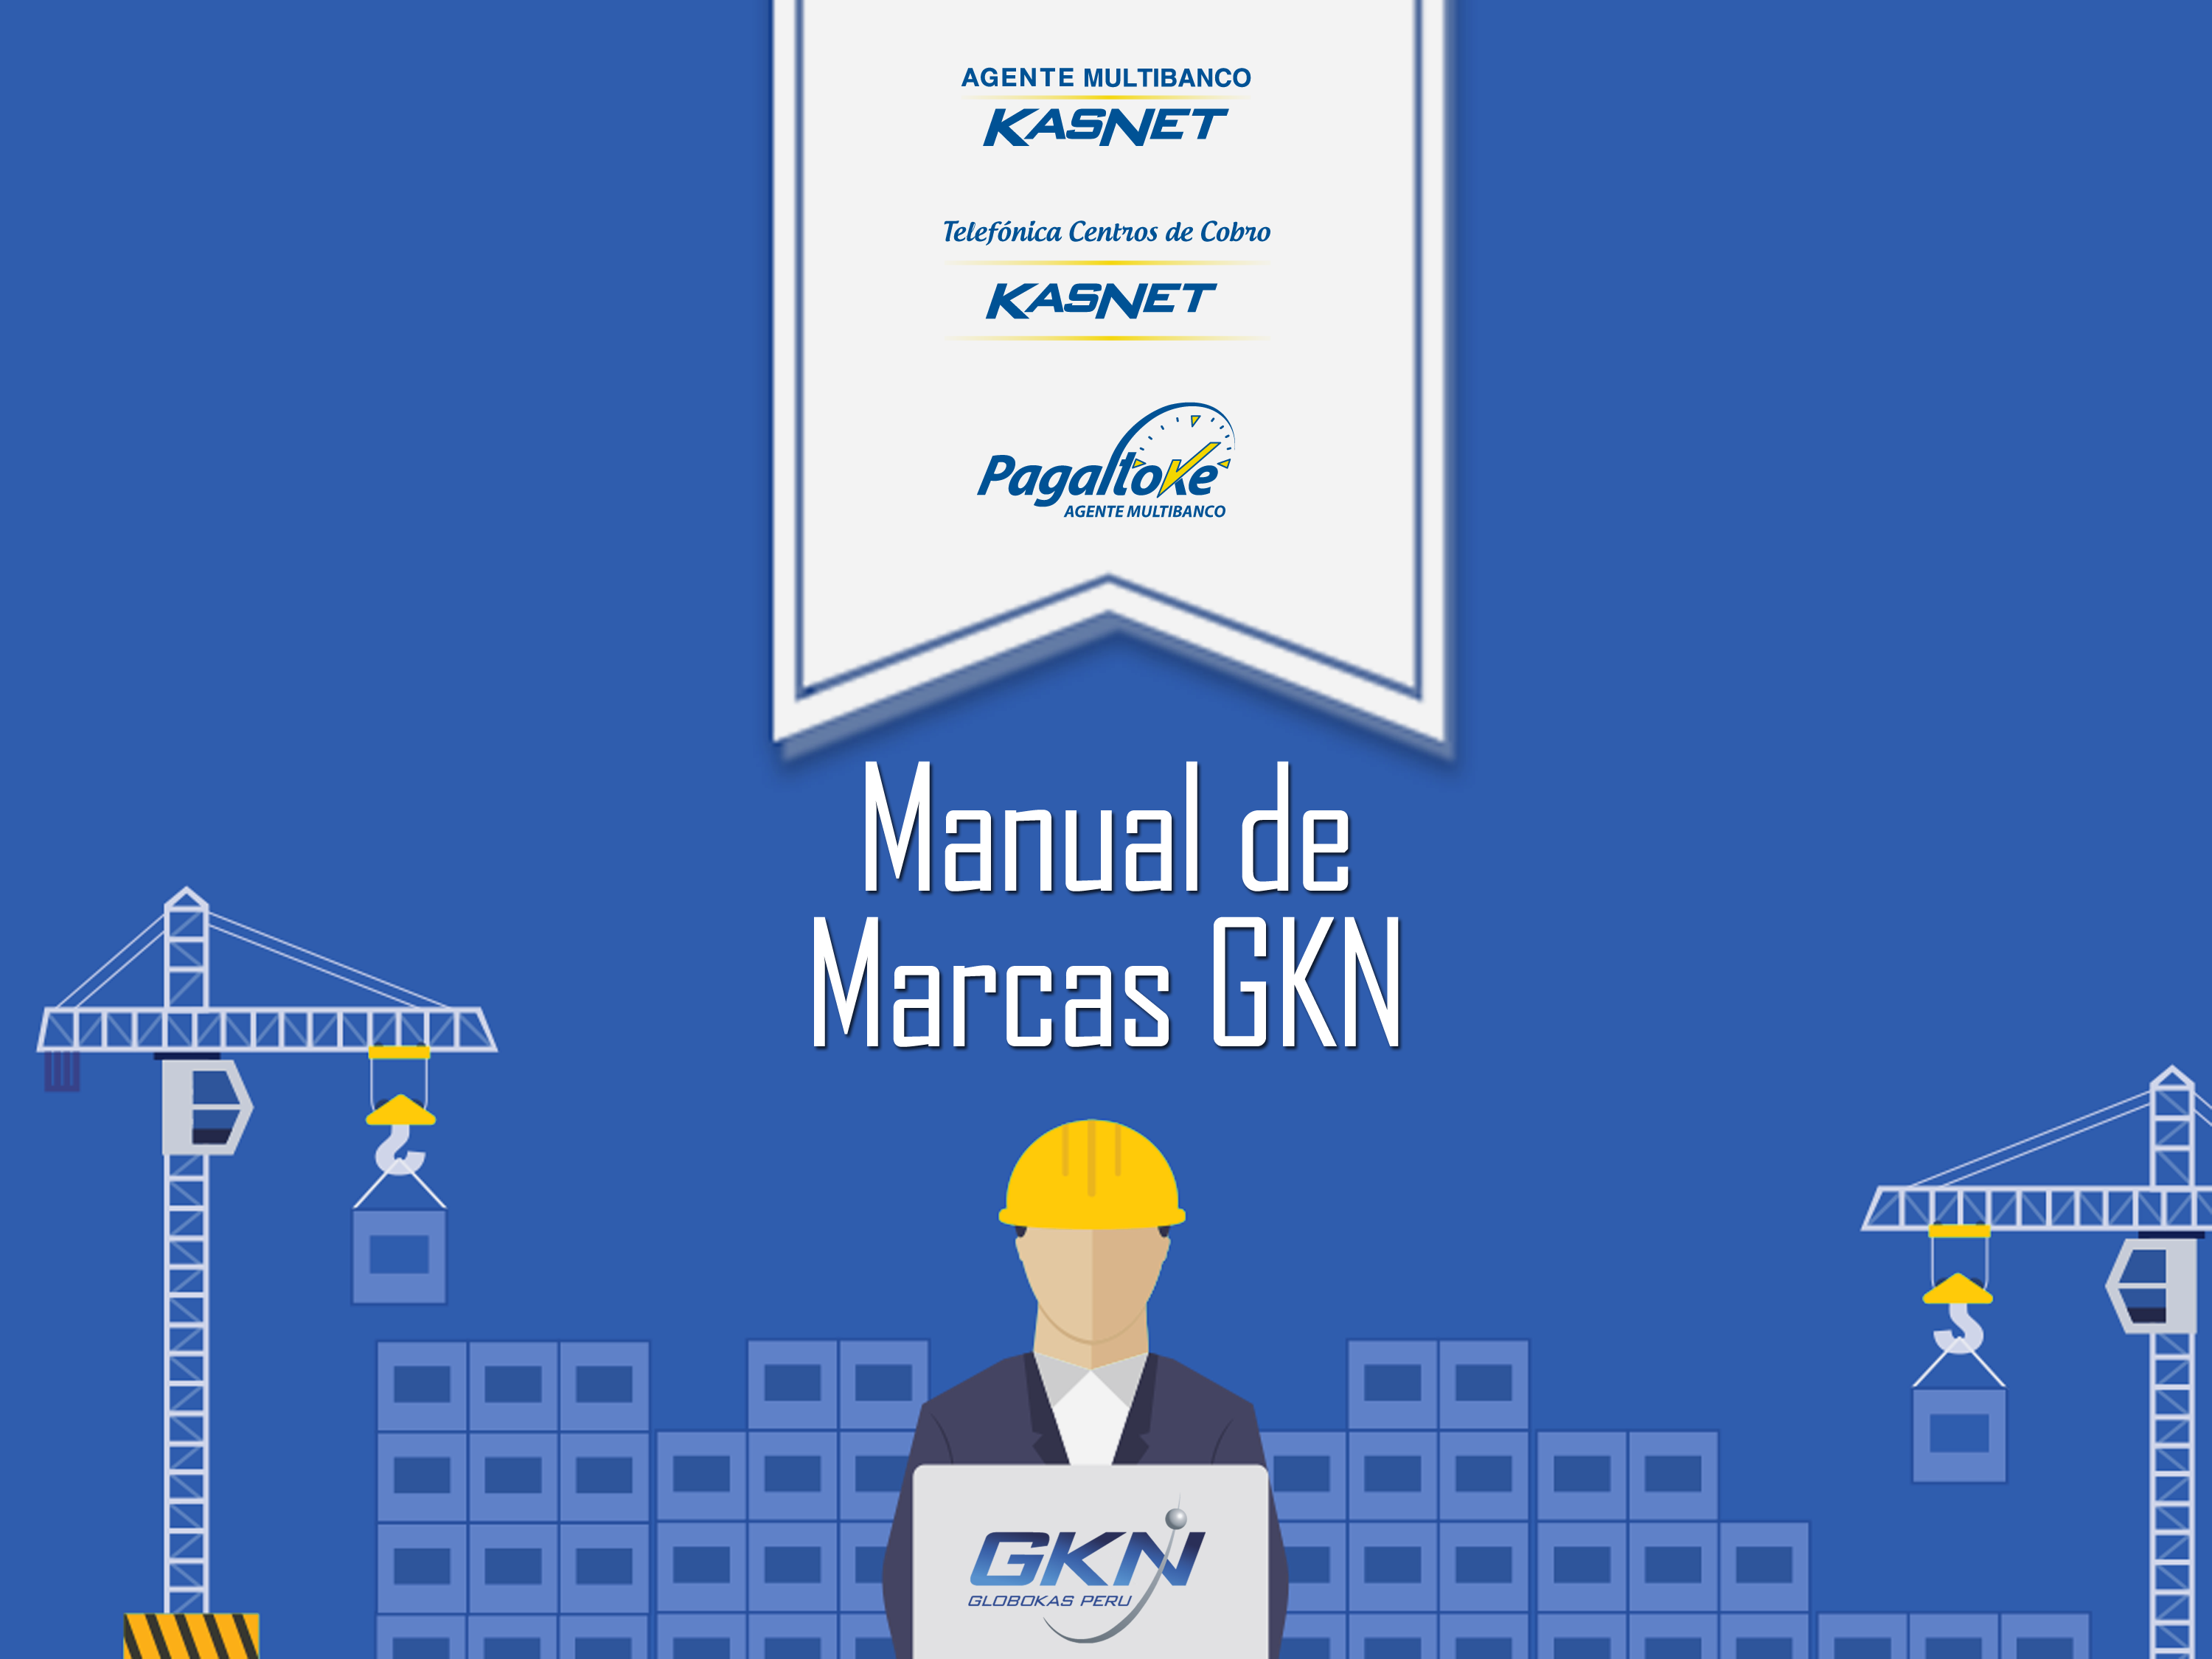 AGENTE MULTIBANCO
KASNET
Telefónica Centros de Cobro
KASNET
Pagaltoke
AGENTE MULTIBANCO
Manual de
Marcas GKN
GKN
GLOBOKAS PERU